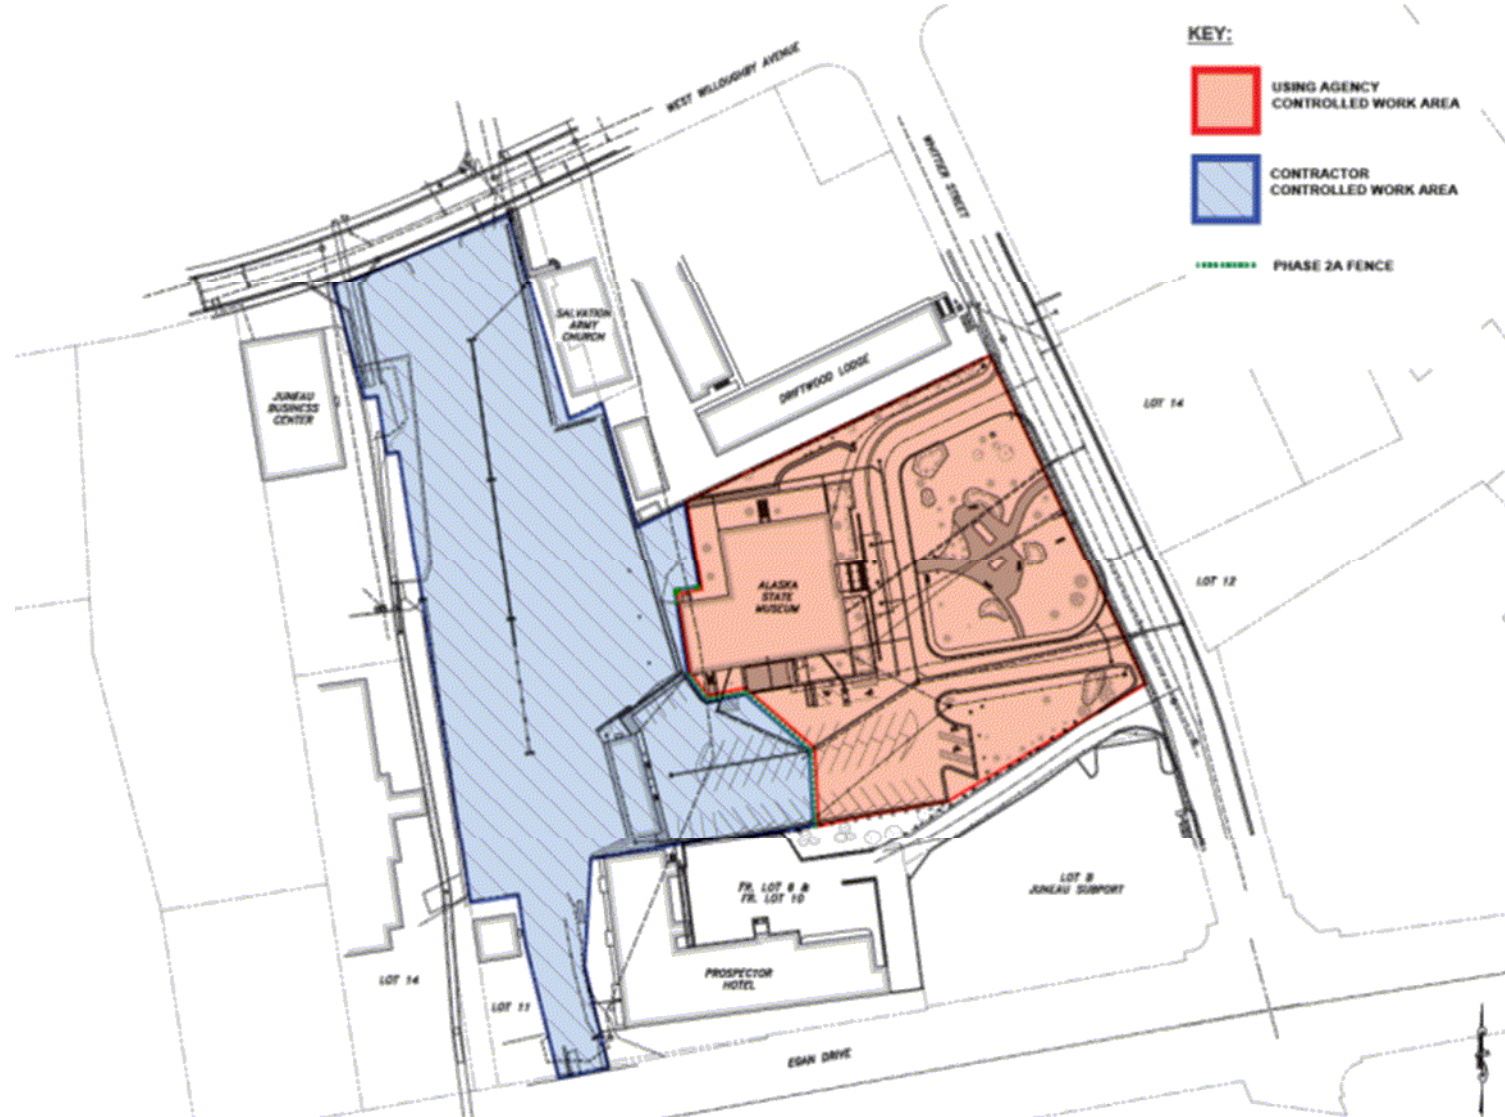 KEY:
USING AGENCY
CONTROLLED WORK AREA
CONTRACTOR
CONTROLLED WORK AREA
PHASE 2A FENCE
WEST WILLOUGHBY AVENUE
WHITTIER STREET
SALVATION
ARMY
CHURCH
DRIFTWOOD LODGE
JUNEAU
BUSINESS
CENTER
LOT 14
ALASKA
STATE
MUSEUM
LOT 12
FR. LOT 6 &
FR. LOT 10
LOT B
JUNEAU SUBPORT
PROSPECTOR
HOTEL
LOT 14
LOT 11
EGAN DRIVE